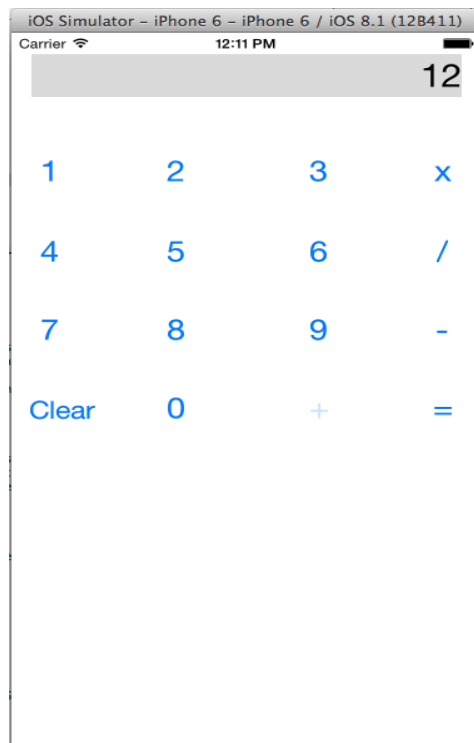 iOS Simulator - iPhone 6 - iPhone 6 / iOS 8.1 (12B411)
Carrier 12:11 PM
12
1 2 3 x
4 5 6 /
7 8 9 -
Clear 0 + =